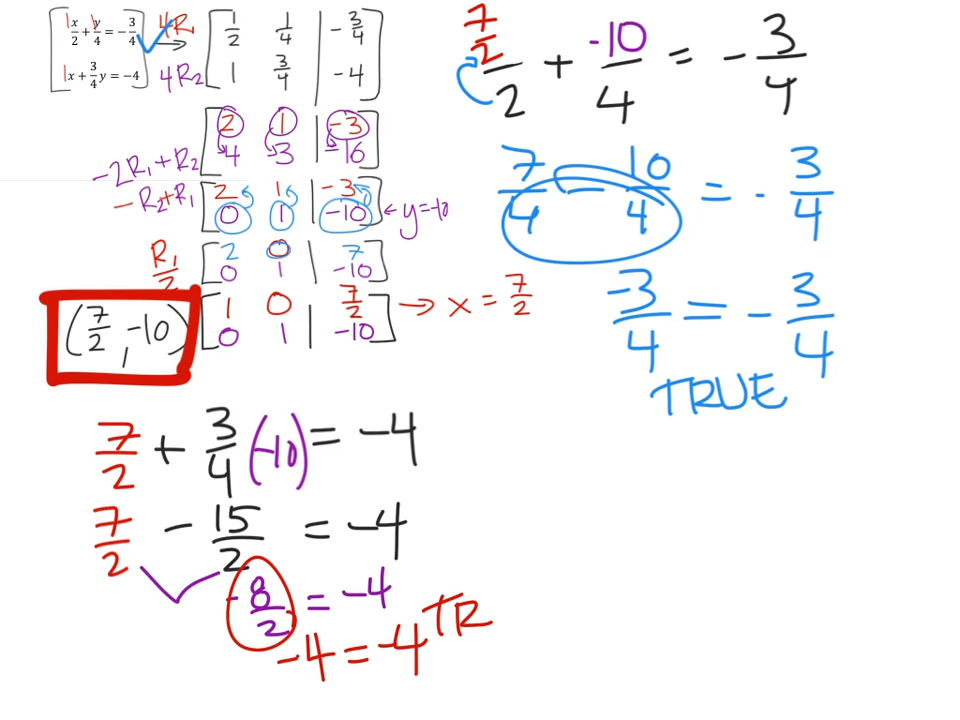 1x/2 + 1y/4 = -3/4 4R₁ → [1/2 1/4 | -3/4]
1x + 3/4y = -4 4R₂ [1 3/4 | -4]
[2 1 | -3]
-2R₁+R₂ [4 3 | -16]
-R₂+R₁ [2 1 | -3]
[0 1 | -10] ← y=-10
R₁/2 [2 0 | 7]
[0 1 | -10]
(7/2, -10) [1 0 | 7/2] → x = 7/2
[0 1 | -10]
7/2 + 3/4(-10) = -4
7/2 - 15/2 = -4
-8/2 = -4
-4 = -4 TR
7/2/2 + -10/4 = -3/4
7/4 - 10/4 = -3/4
-3/4 = -3/4
TRUE